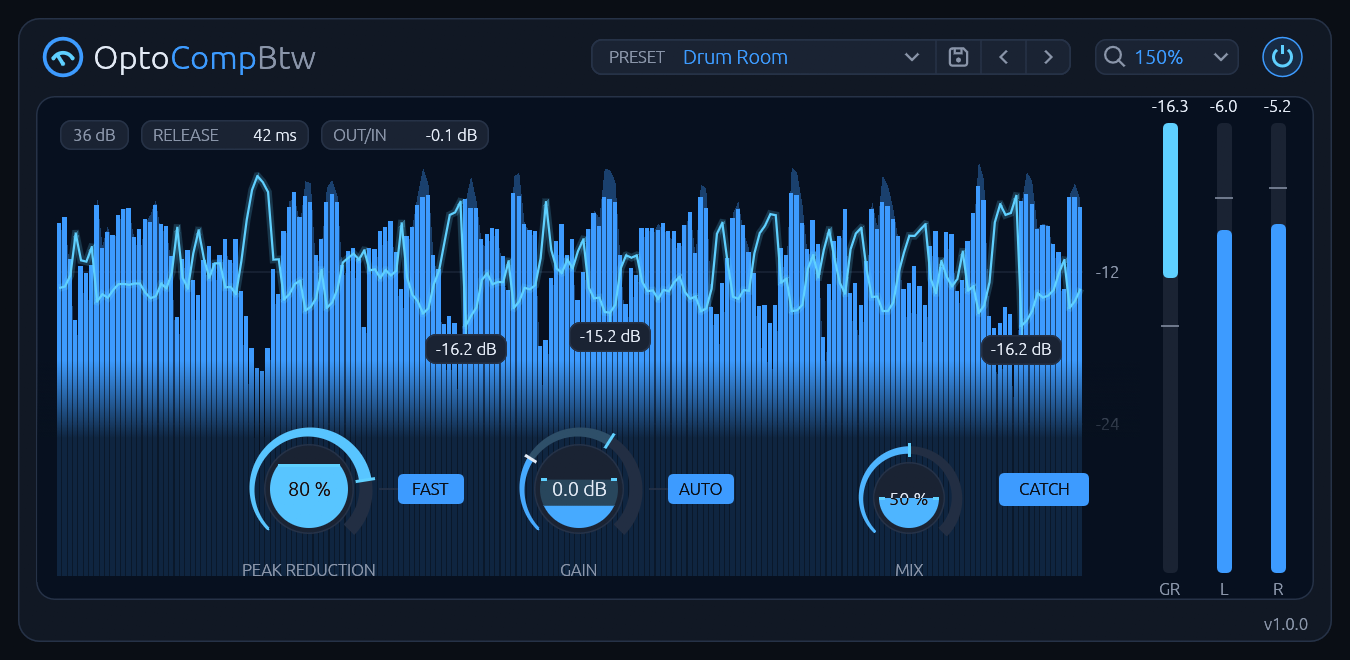 OptoCompBtw
PRESET Drum Room
150%
-16.3 -6.0 -5.2
36 dB RELEASE 42 ms OUT/IN -0.1 dB
-12
-15.2 dB
-16.2 dB -16.2 dB
-24
80 % FAST 0.0 dB AUTO 50 % CATCH
PEAK REDUCTION GAIN MIX
GR L R
v1.0.0